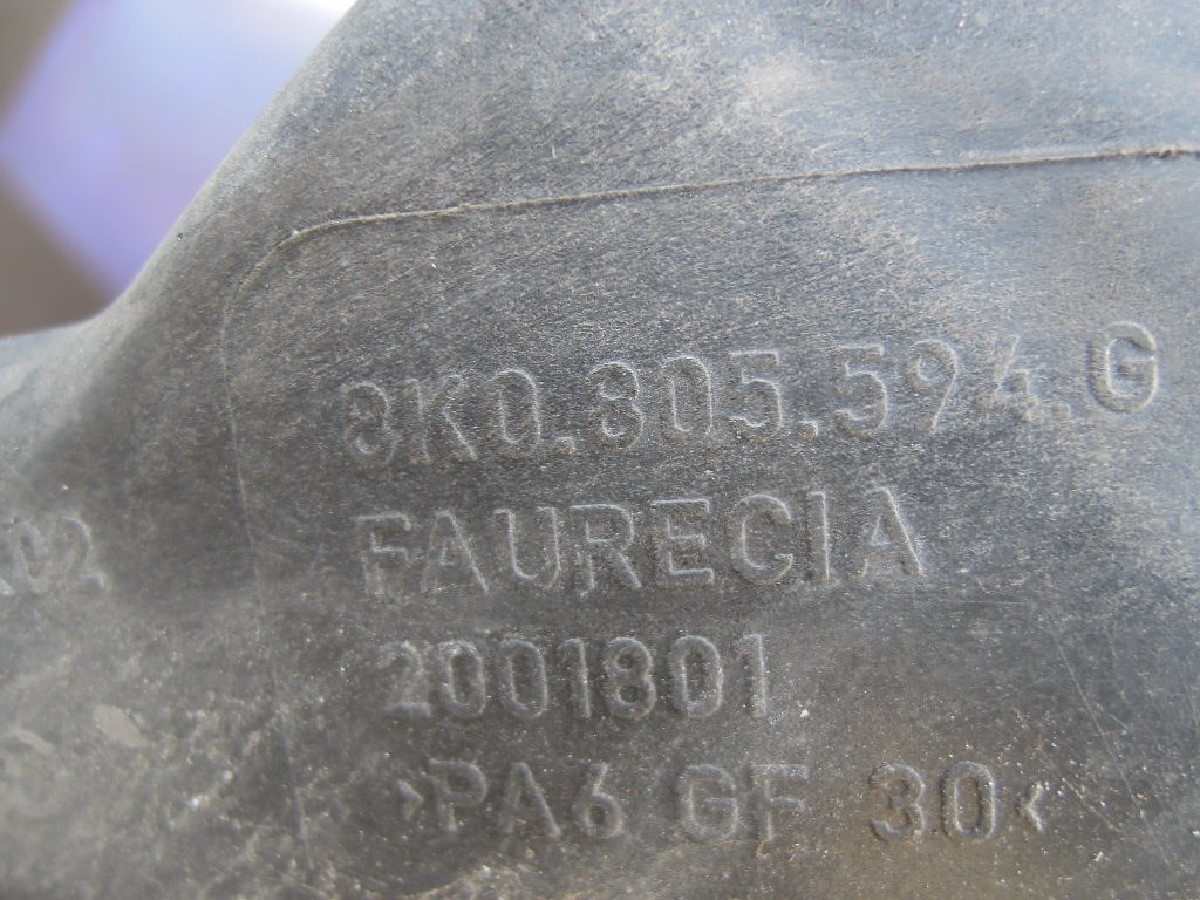 8K0.805.594.G
FAURECIA
2001801
>PA6 GF 30<